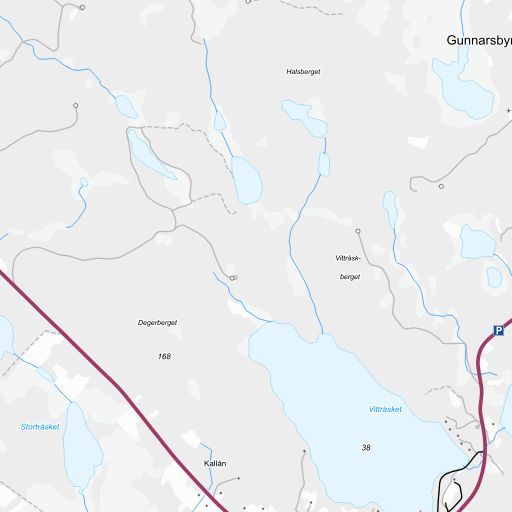 Gunnarsbyn
Halsberget
Vitträsk-
berget
Degerberget
168
P
Vitträsket
Storträsket
38
Kallån